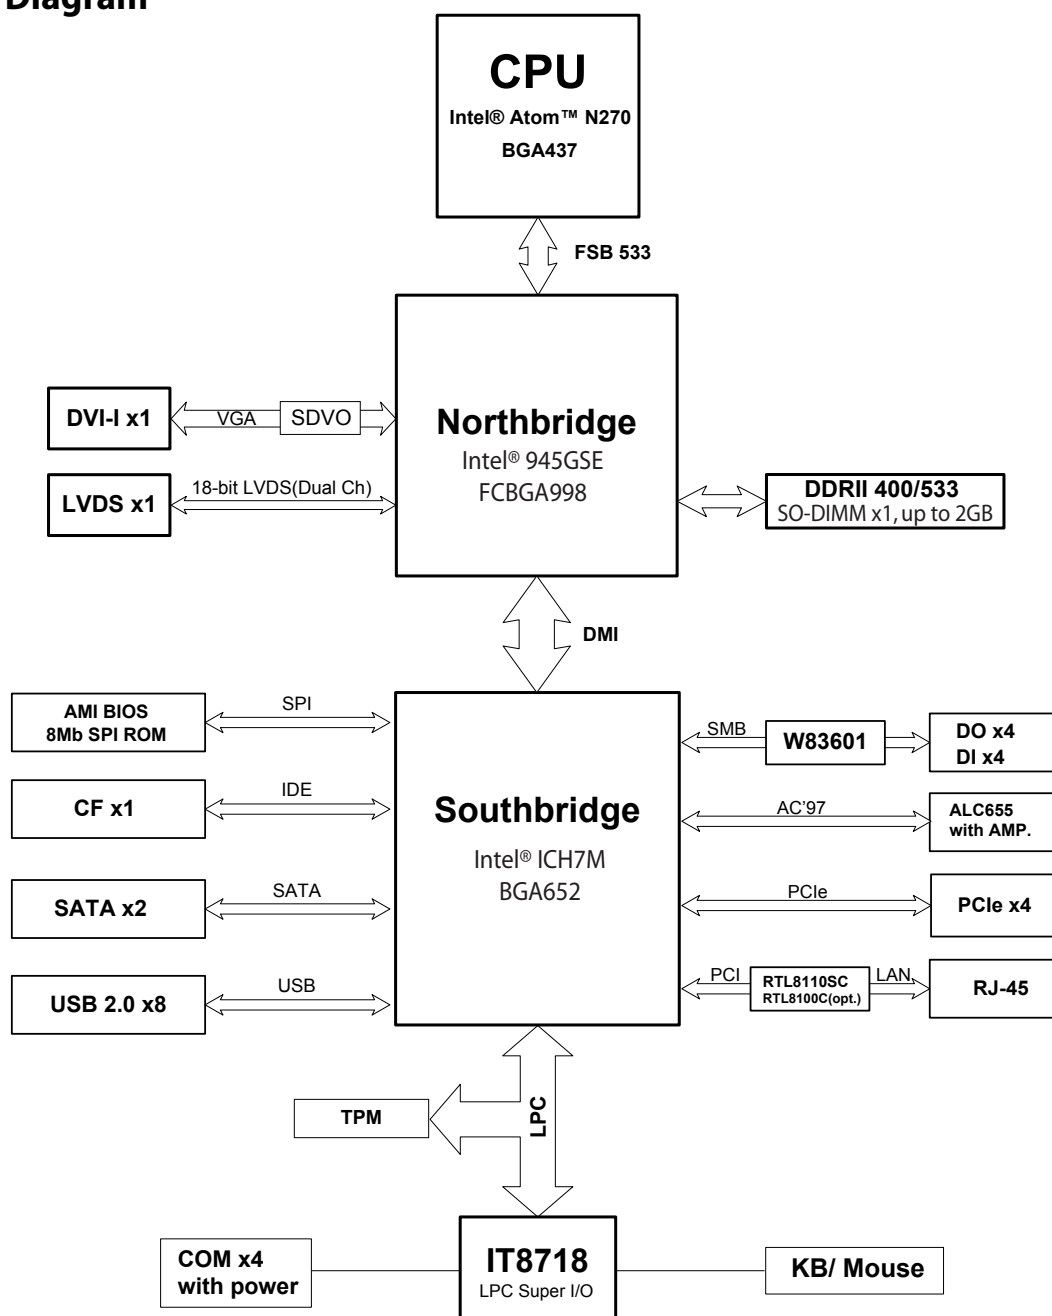 Diagram
CPU
Intel® Atom™ N270
BGA437
FSB 533
Northbridge
Intel® 945GSE
FCBGA998
DVI-I x1
VGA
SDVO
LVDS x1
18-bit LVDS(Dual Ch)
DDRII 400/533
SO-DIMM x1, up to 2GB
DMI
Southbridge
Intel® ICH7M
BGA652
AMI BIOS
8Mb SPI ROM
SPI
CF x1
IDE
SATA x2
SATA
USB 2.0 x8
USB
SMB
W83601
DO x4
DI x4
AC'97
ALC655
with AMP.
PCIe
PCIe x4
PCI
RTL8110SC
RTL8100C(opt.)
LAN
RJ-45
TPM
LPC
IT8718
LPC Super I/O
COM x4
with power
KB/ Mouse